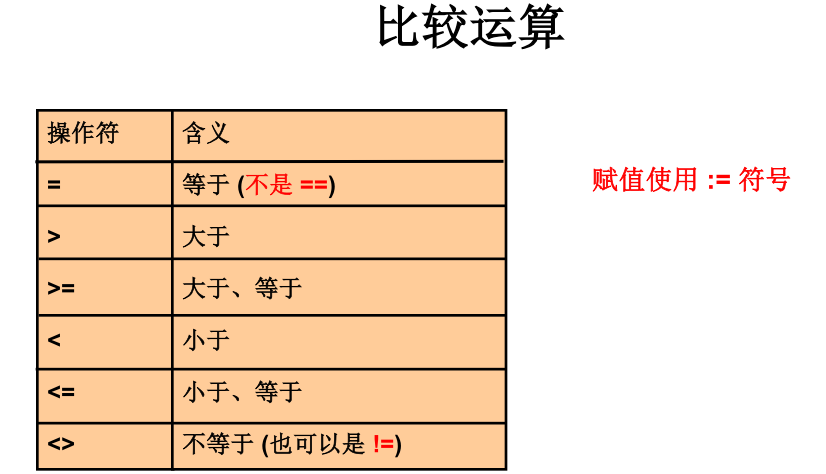 比较运算
操作符 含义
= 等于 (不是 ==)
赋值使用 := 符号
> 大于
>= 大于、等于
< 小于
<= 小于、等于
<> 不等于 (也可以是 !=)